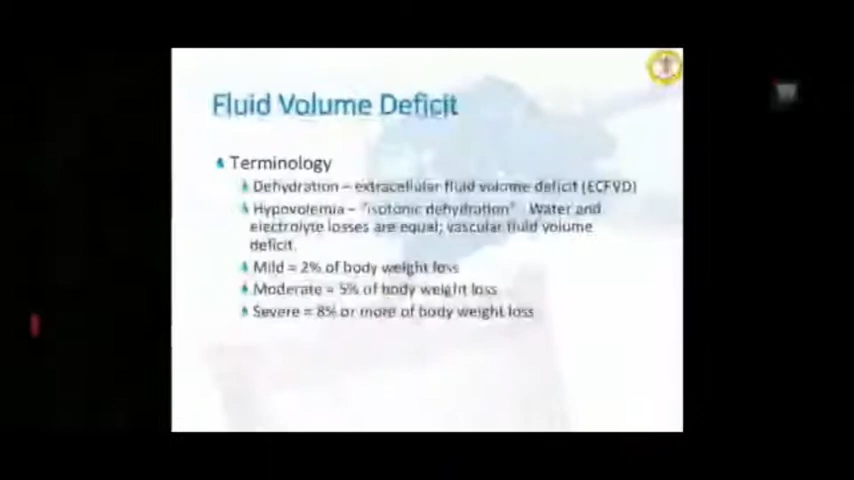 Fluid Volume Deficit
Terminology
Dehydration – extracellular fluid volume deficit (ECFVD)
Hypovolemia – "isotonic dehydration" Water and
electrolyte losses are equal; vascular fluid volume
deficit.
Mild = 2% of body weight loss
Moderate = 5% of body weight loss
Severe = 8% or more of body weight loss
W